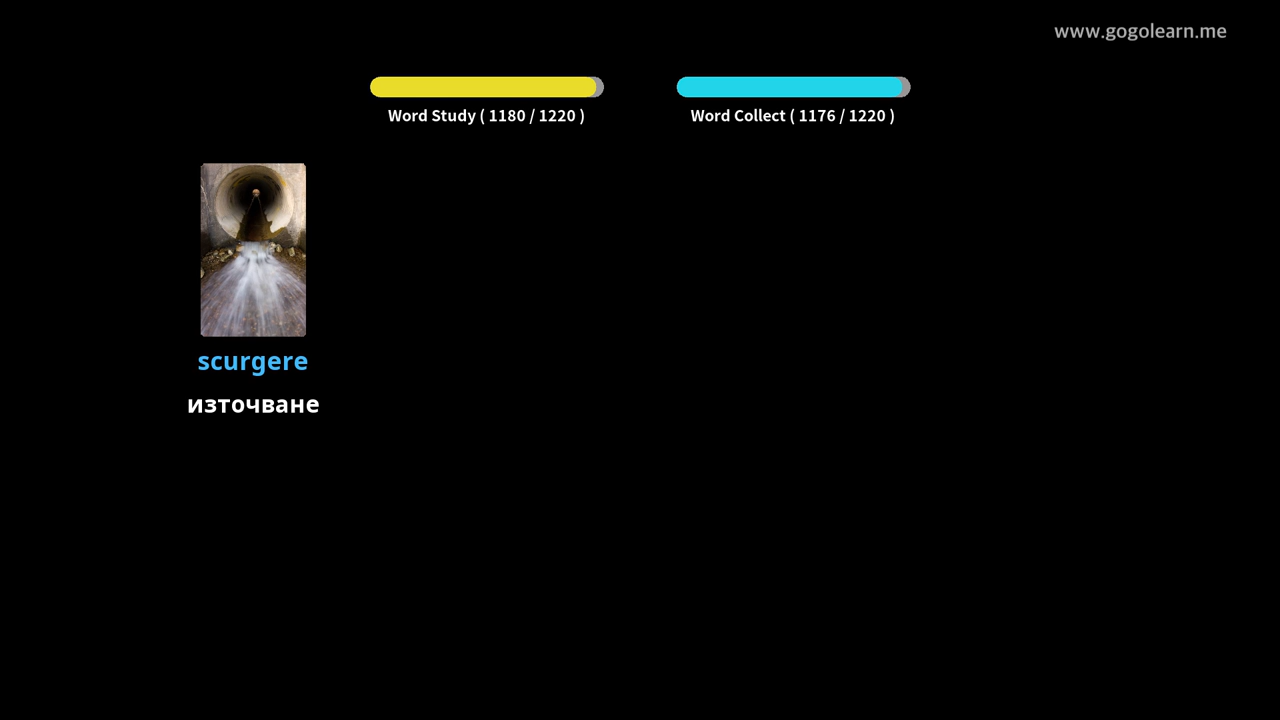 www.gogolearn.me
Word Study ( 1180 / 1220 )
Word Collect ( 1176 / 1220 )
scurgere
източване